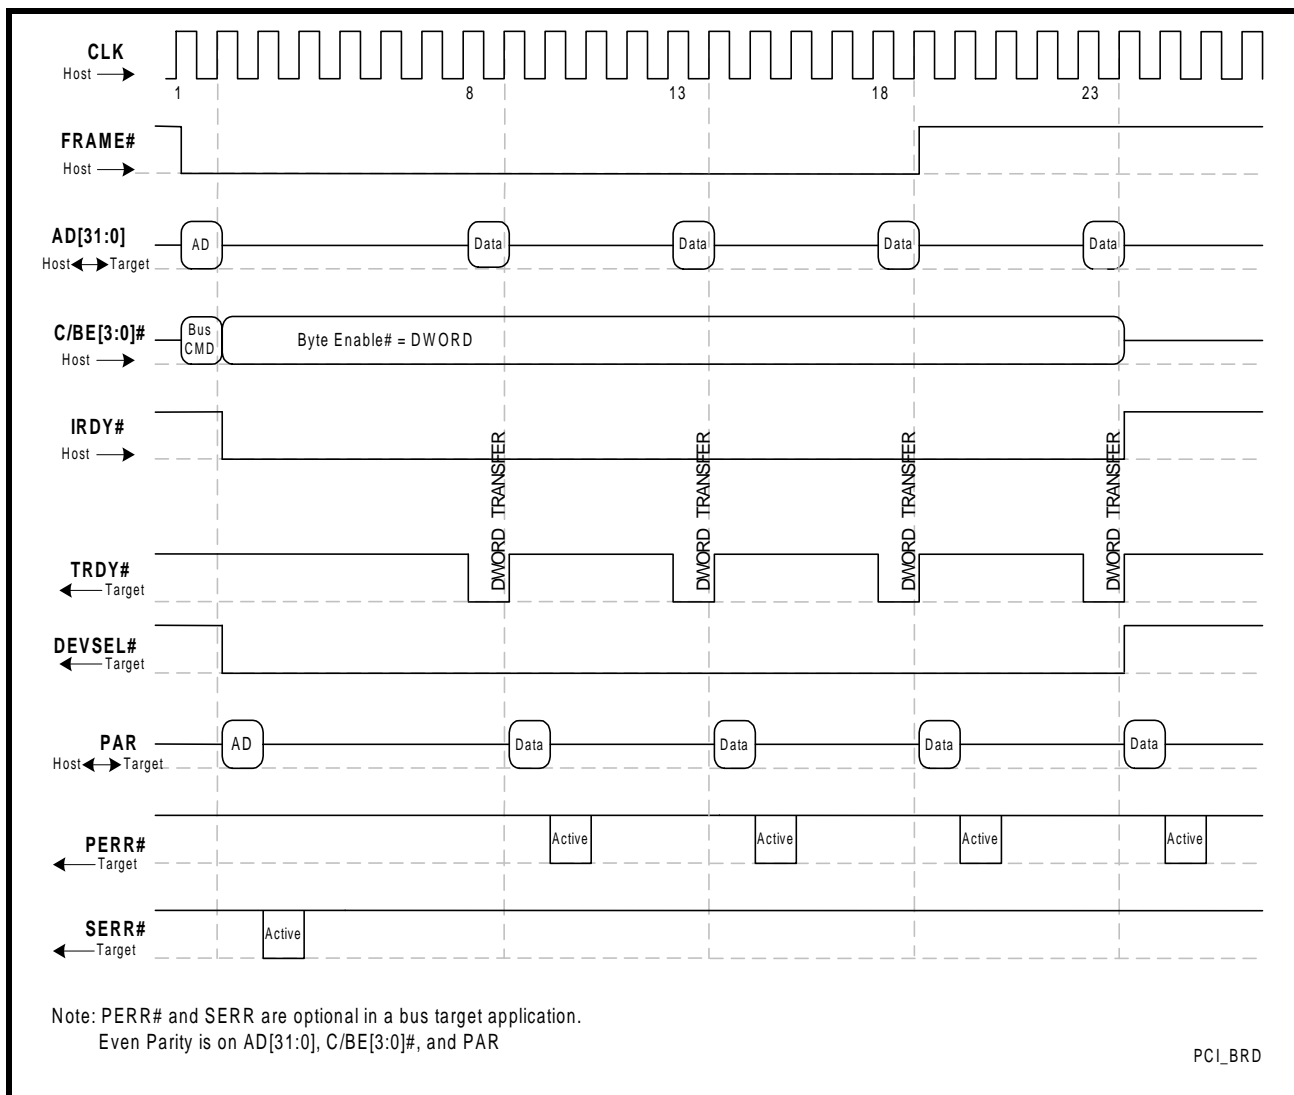 CLK
Host
1 8 13 18 23
FRAME#
Host
AD[31:0]
Host Target
AD Data Data Data Data
C/BE[3:0]#
Host
Bus
CMD
Byte Enable# = DWORD
IRDY#
Host
DWORD TRANSFER
DWORD TRANSFER
DWORD TRANSFER
DWORD TRANSFER
TRDY#
Target
DEVSEL#
Target
PAR
Host Target
AD Data Data Data Data
PERR#
Target
Active Active Active Active
SERR#
Target
Active
Note: PERR# and SERR are optional in a bus target application.
Even Parity is on AD[31:0], C/BE[3:0]#, and PAR
PCI_BRD